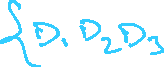 {D₁ D₂ D₃